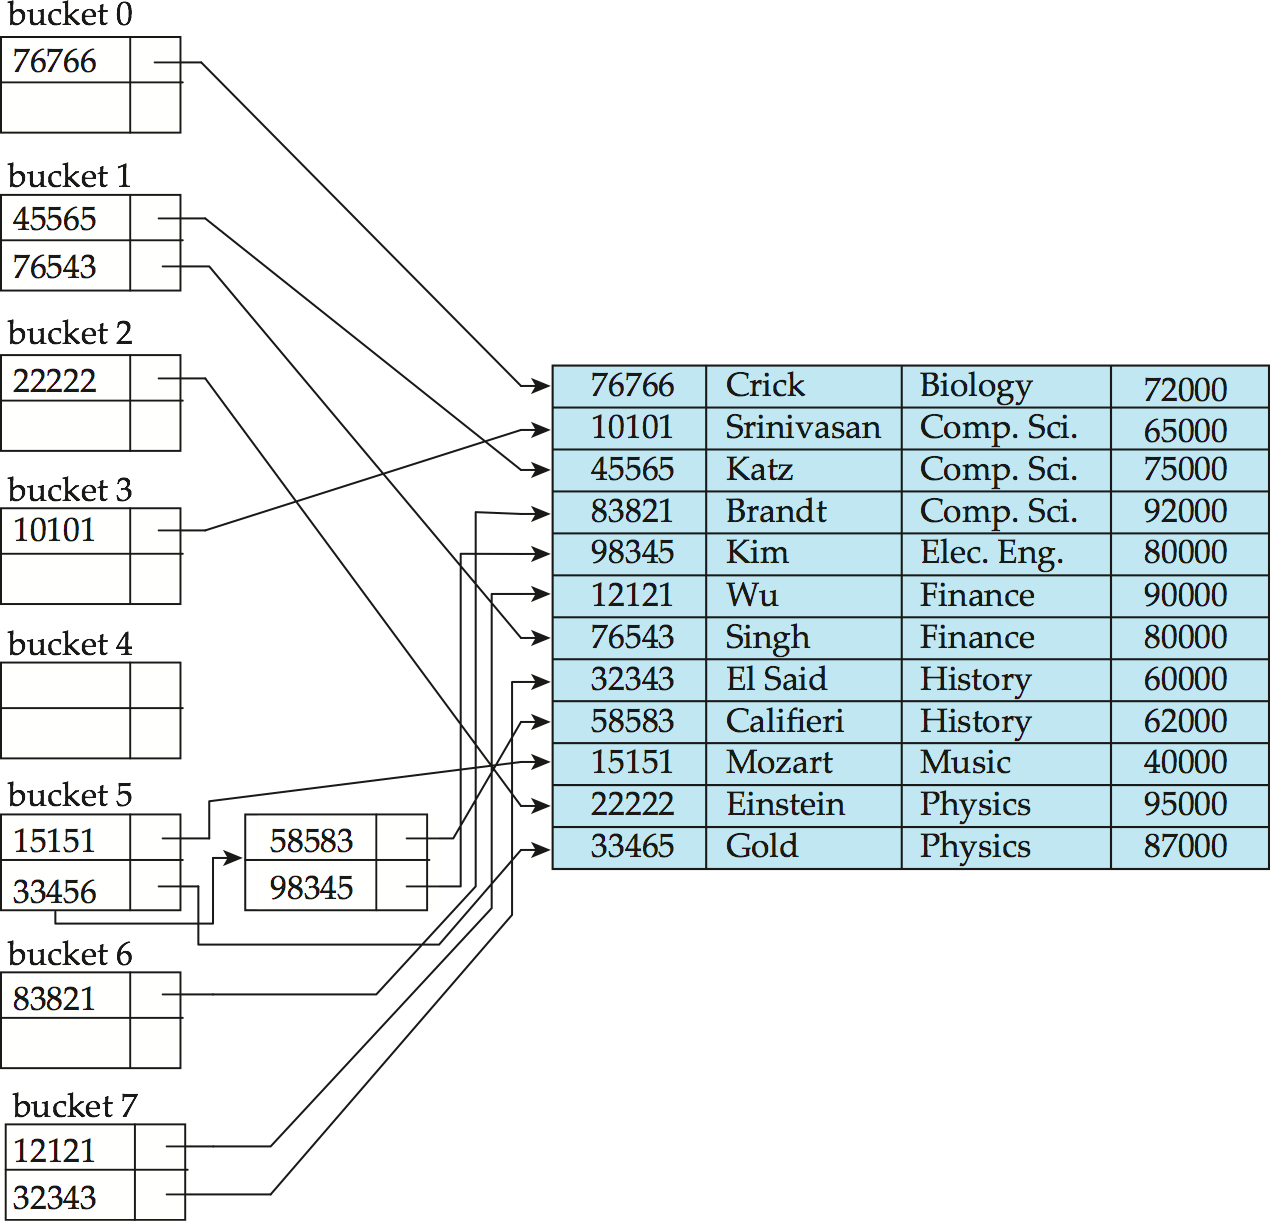 bucket 0
76766
bucket 1
45565
76543
bucket 2
22222
bucket 3
10101
bucket 4
bucket 5
15151
33456
58583
98345
bucket 6
83821
bucket 7
12121
32343
76766 Crick Biology 72000
10101 Srinivasan Comp. Sci. 65000
45565 Katz Comp. Sci. 75000
83821 Brandt Comp. Sci. 92000
98345 Kim Elec. Eng. 80000
12121 Wu Finance 90000
76543 Singh Finance 80000
32343 El Said History 60000
58583 Califieri History 62000
15151 Mozart Music 40000
22222 Einstein Physics 95000
33465 Gold Physics 87000